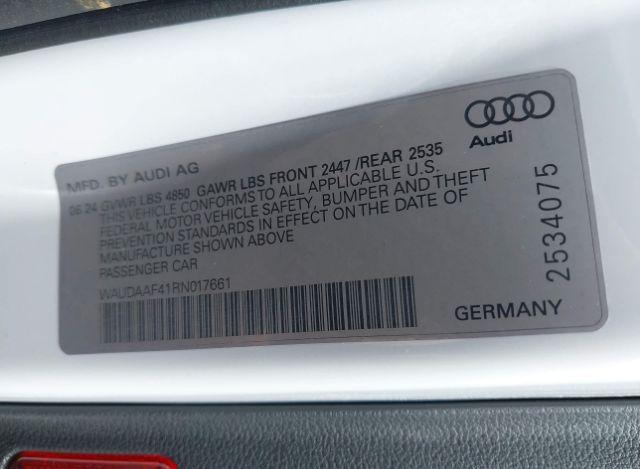 Audi
MFD. BY AUDI AG
06 24 GVWR LBS 4850 GAWR LBS FRONT 2447 /REAR 2535
THIS VEHICLE CONFORMS TO ALL APPLICABLE U.S.
FEDERAL MOTOR VEHICLE SAFETY, BUMPER AND THEFT
PREVENTION STANDARDS IN EFFECT ON THE DATE OF
MANUFACTURE SHOWN ABOVE
PASSENGER CAR
WAUDAAF41RN017661
GERMANY
2534075